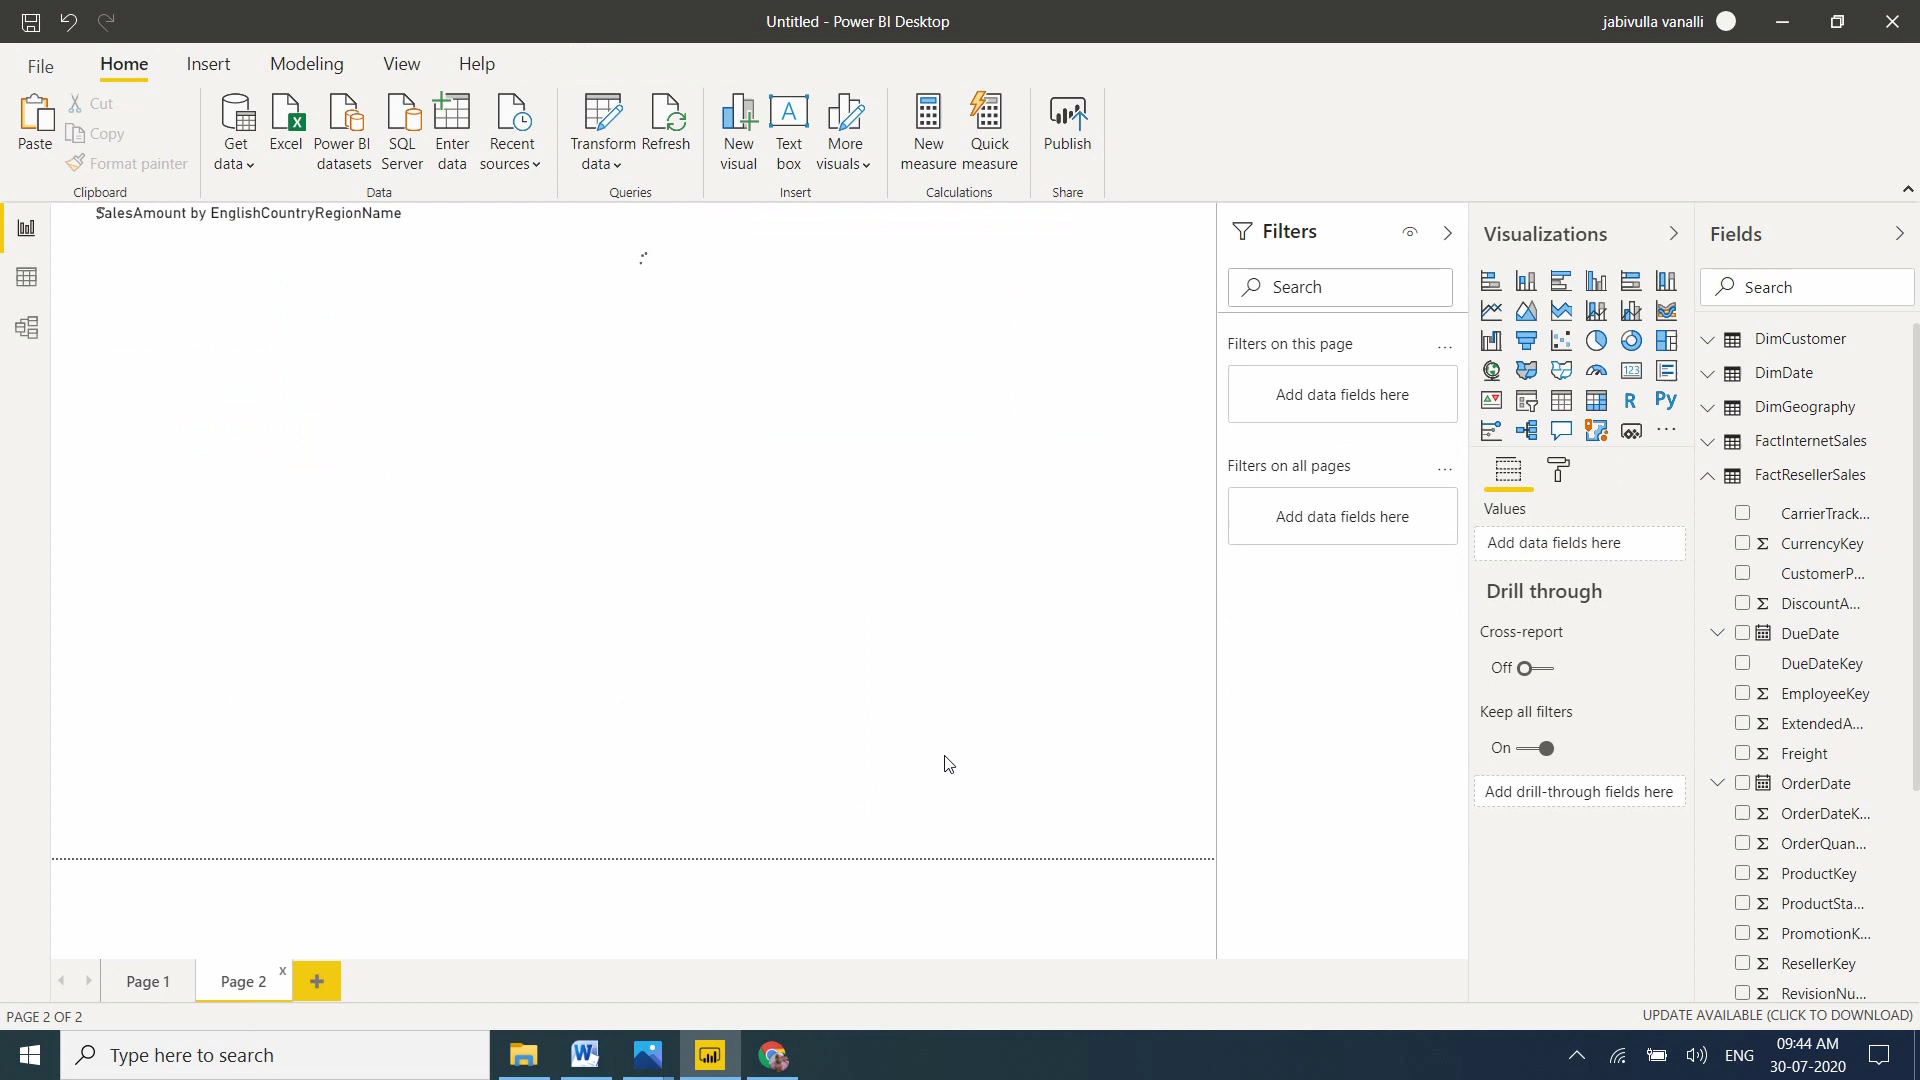 Untitled - Power BI Desktop
jabivulla vanalli
File
Home
Insert
Modeling
View
Help
Paste
Cut
Copy
Format painter
Clipboard
Get data
Excel
Power BI datasets
SQL Server
Enter data
Recent sources
Data
Transform data
Refresh
Queries
New visual
Text box
More visuals
Insert
New measure
Quick measure
Calculations
Publish
Share
SalesAmount by EnglishCountryRegionName
Filters
Search
Filters on this page
...
Add data fields here
Filters on all pages
...
Add data fields here
Visualizations
123
R
Py
...
Values
Add data fields here
Drill through
Cross-report
Off
Keep all filters
On
Add drill-through fields here
Fields
Search
DimCustomer
DimDate
DimGeography
FactInternetSales
FactResellerSales
CarrierTrack...
Σ CurrencyKey
CustomerP...
Σ DiscountA...
DueDate
DueDateKey
Σ EmployeeKey
Σ ExtendedA...
Σ Freight
OrderDate
Σ OrderDateK...
Σ OrderQuan...
Σ ProductKey
Σ ProductSta...
Σ PromotionK...
Σ ResellerKey
Σ RevisionNu...
Page 1
Page 2
x
+
PAGE 2 OF 2
UPDATE AVAILABLE (CLICK TO DOWNLOAD)
Type here to search
ENG
09:44 AM
30-07-2020